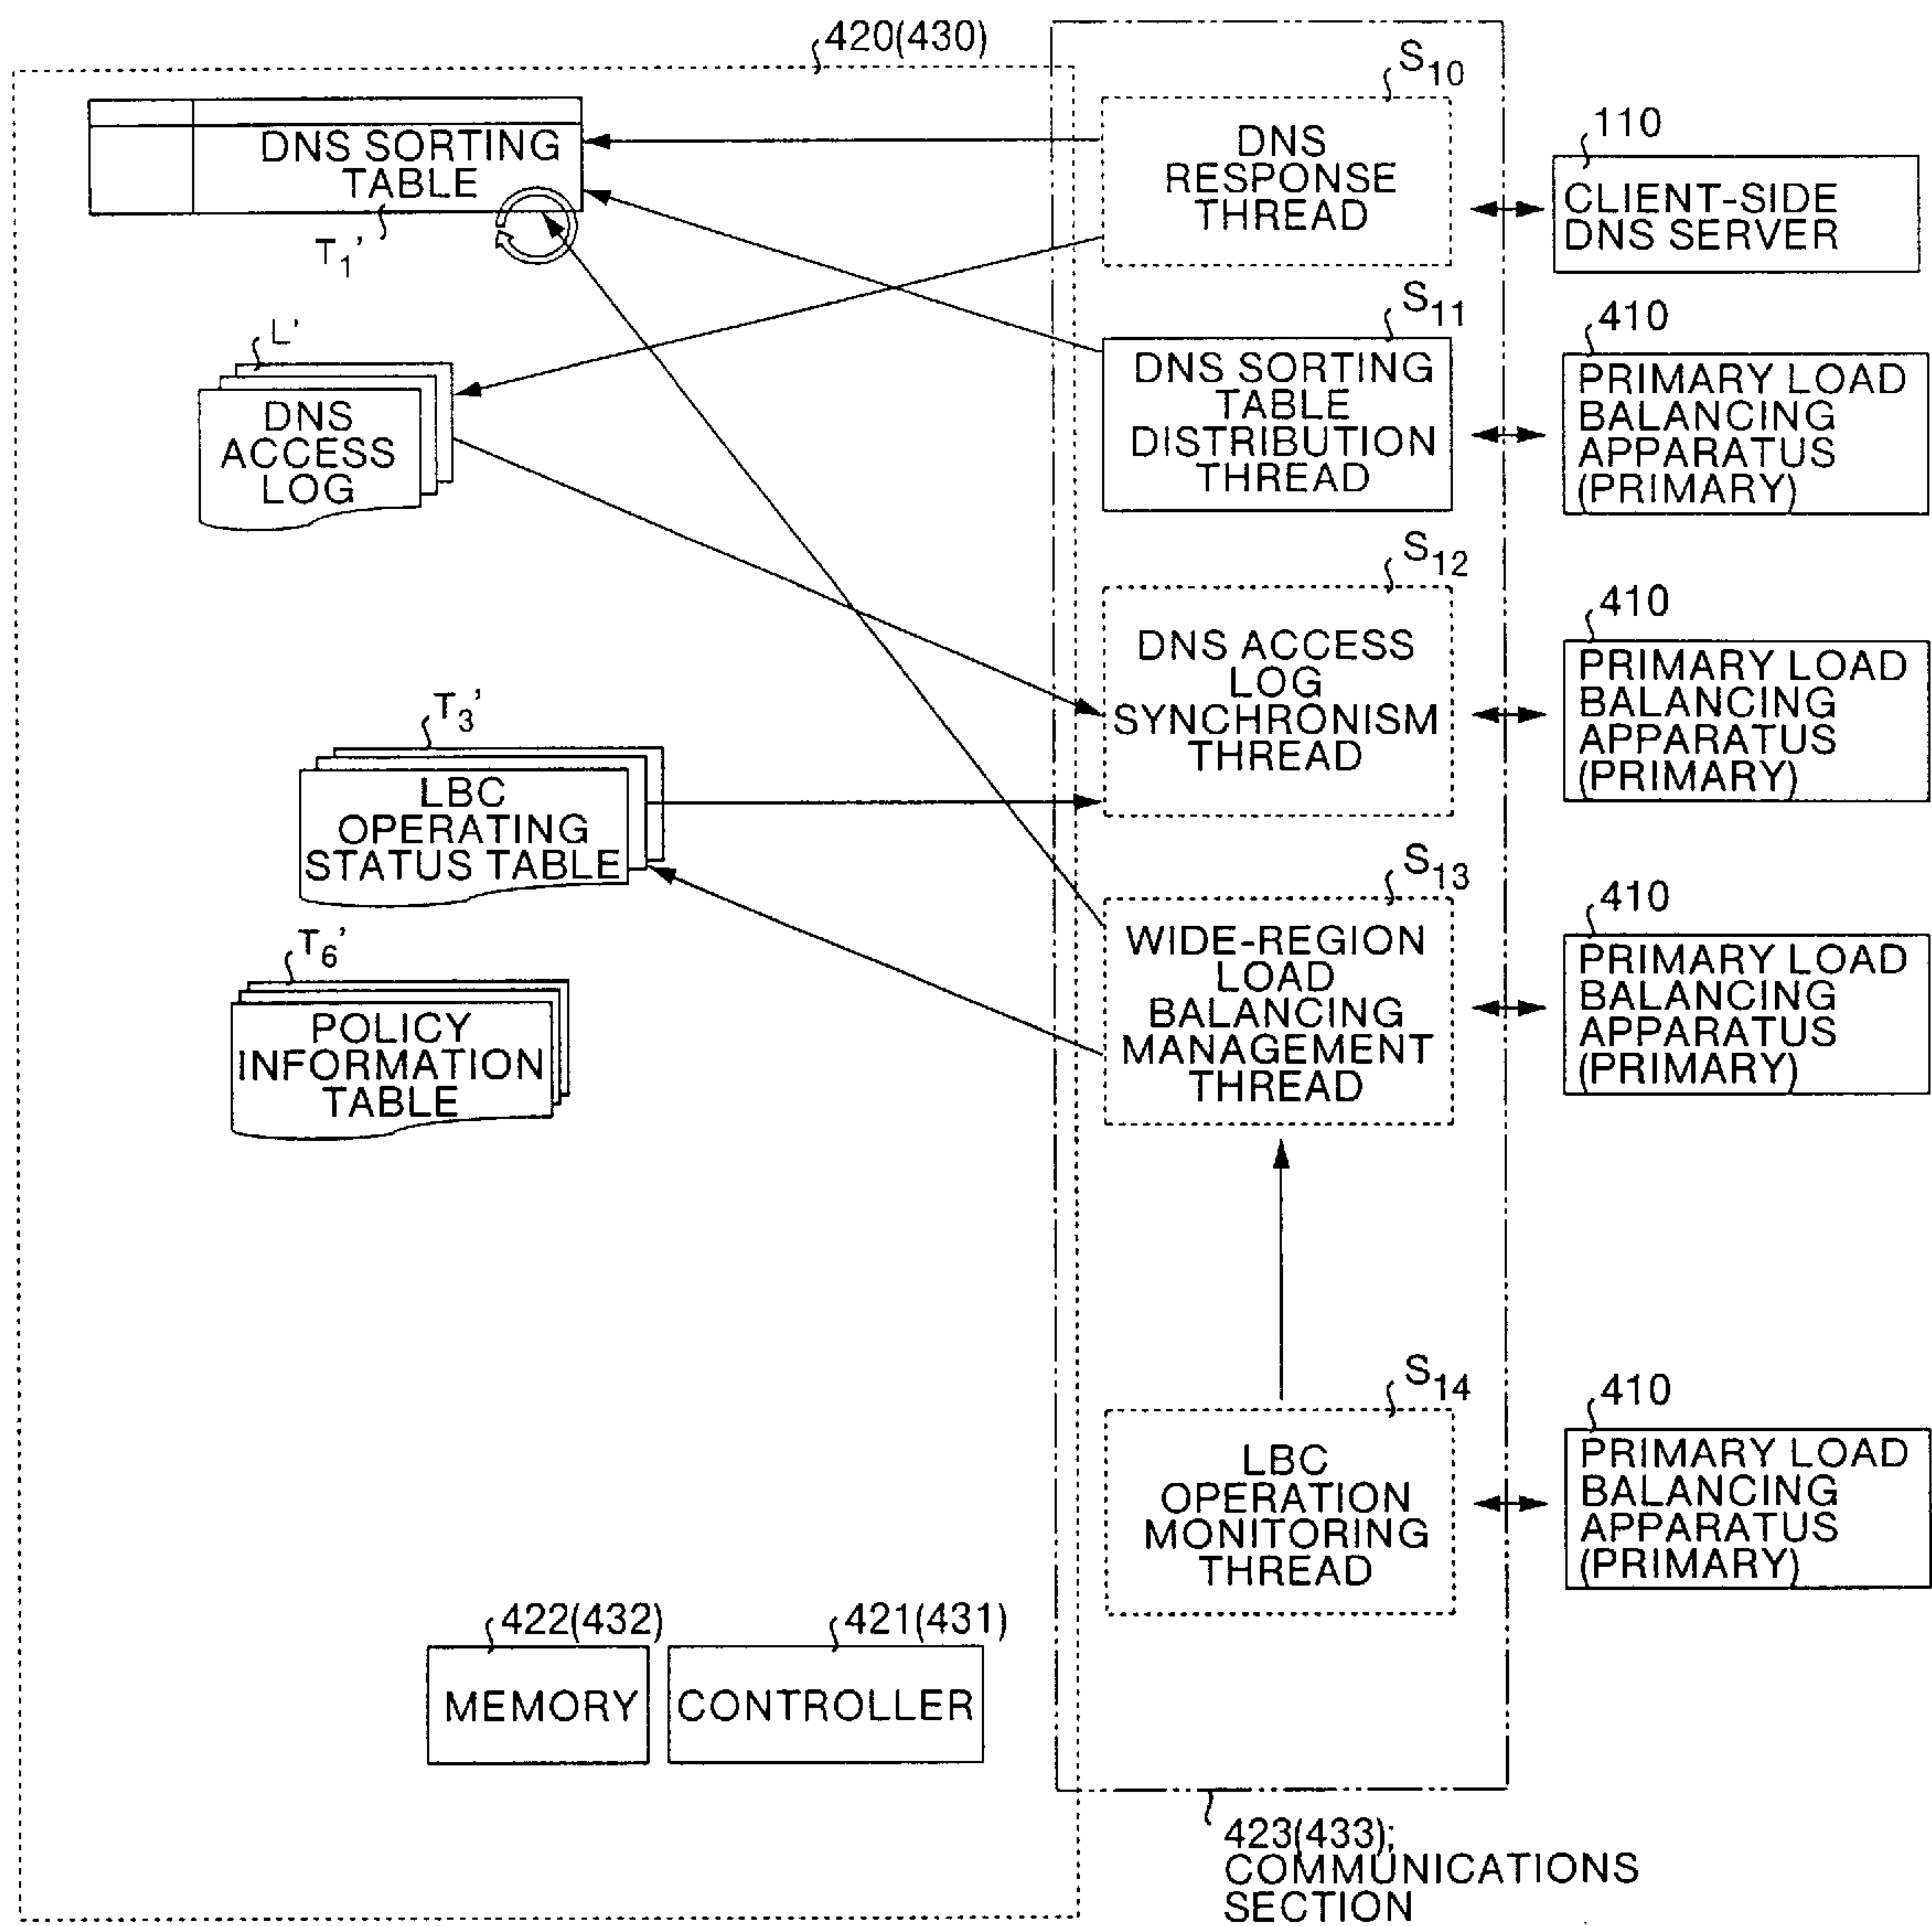 420(430)
S10
DNS SORTING
TABLE
T1'
DNS
RESPONSE
THREAD
110
CLIENT-SIDE
DNS SERVER
L'
DNS
ACCESS
LOG
S11
DNS SORTING
TABLE
DISTRIBUTION
THREAD
410
PRIMARY LOAD
BALANCING
APPARATUS
(PRIMARY)
S12
DNS ACCESS
LOG
SYNCHRONISM
THREAD
410
PRIMARY LOAD
BALANCING
APPARATUS
(PRIMARY)
T3'
LBC
OPERATING
STATUS TABLE
S13
WIDE-REGION
LOAD
BALANCING
MANAGEMENT
THREAD
410
PRIMARY LOAD
BALANCING
APPARATUS
(PRIMARY)
T6'
POLICY
INFORMATION
TABLE
S14
LBC
OPERATION
MONITORING
THREAD
410
PRIMARY LOAD
BALANCING
APPARATUS
(PRIMARY)
422(432)
MEMORY
421(431)
CONTROLLER
423(433);
COMMUNICATIONS
SECTION